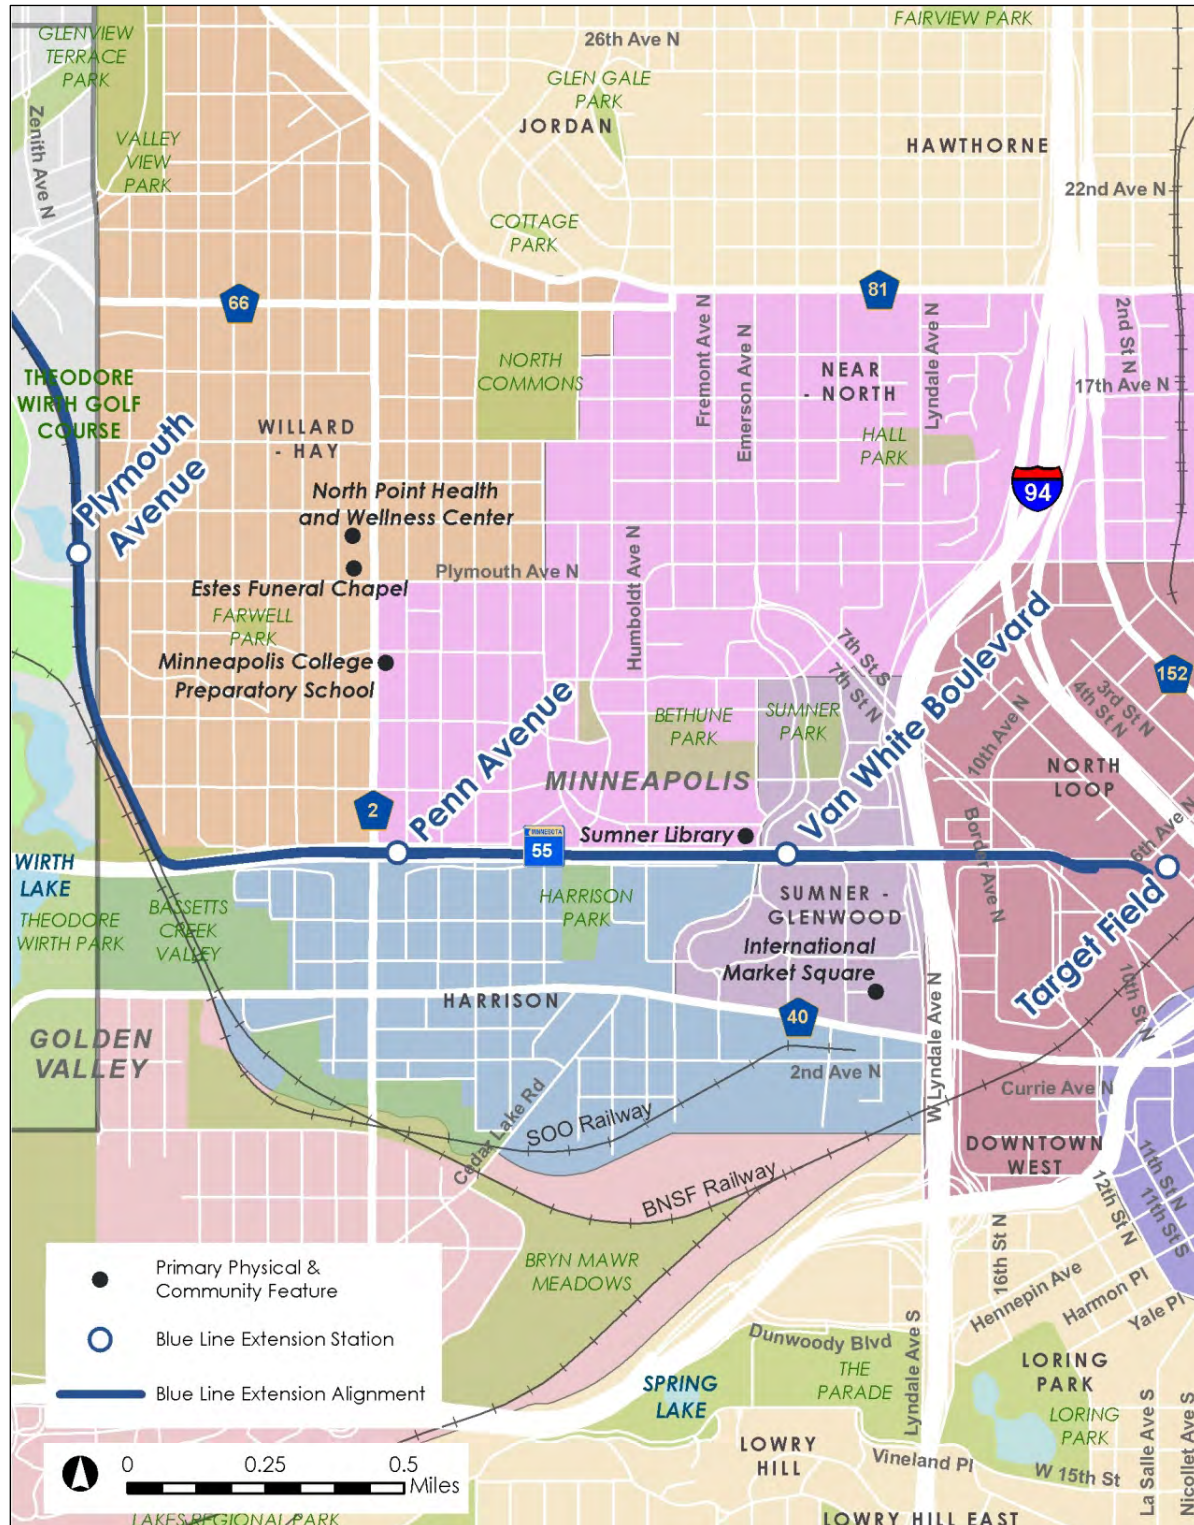 GLENVIEW
TERRACE
PARK
FAIRVIEW PARK
26th Ave N
GLEN GALE
PARK
JORDAN
HAWTHORNE
Zenith Ave N
VALLEY
VIEW
PARK
22nd Ave N
COTTAGE
PARK
66
81
2nd St N
THEODORE
WIRTH GOLF
COURSE
NORTH
COMMONS
Fremont Ave N
Emerson Ave N
NEAR
- NORTH
Lyndale Ave N
17th Ave N
WILLARD
- HAY
HALL
PARK
Plymouth
Avenue
North Point Health
and Wellness Center
94
Estes Funeral Chapel
Plymouth Ave N
Humboldt Ave N
FARWELL
PARK
Minneapolis College
Preparatory School
7th St S
7th St N
152
3rd St N
4th St N
10th Ave N
BETHUNE
PARK
SUMNER
PARK
Van White Boulevard
Penn Avenue
MINNEAPOLIS
NORTH
LOOP
2
MINNESOTA
55
Sumner Library
Border Ave N
6th Ave N
WIRTH
LAKE
THEODORE
WIRTH PARK
BASSETTS
CREEK
VALLEY
HARRISON
PARK
SUMNER -
GLENWOOD
International
Market Square
Target Field
10th St N
HARRISON
40
GOLDEN
VALLEY
2nd Ave N
W Lyndale Ave N
Currie Ave N
SOO Railway
Cedar Lake Rd
DOWNTOWN
WEST
BNSF Railway
12th St N
11th St N
11th St S
16th St N
Hennepin Ave
Harmon Pl
Yale Pl
BRYN MAWR
MEADOWS
Primary Physical &
Community Feature
Blue Line Extension Station
Blue Line Extension Alignment
Dunwoody Blvd
THE
PARADE
Lyndale Ave S
SPRING
LAKE
LORING
PARK
LORING
PARK
LOWRY
HILL
Vineland Pl
W 15th St
La Salle Ave S
Nicollet Ave S
0 0.25 0.5
Miles
LAKES REGIONAL PARK
LOWRY HILL EAST